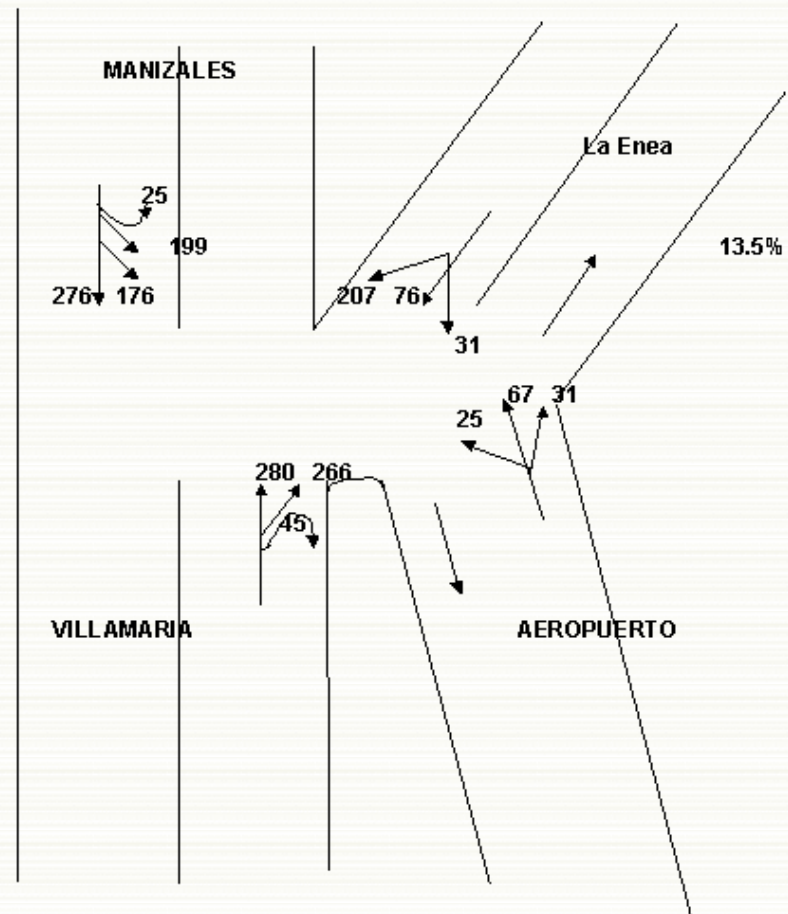 MANIZALES
La Enea
25
199
13.5%
276 176
207 76
31
67 31
25
280 266
45
VILLAMARIA
AEROPUERTO